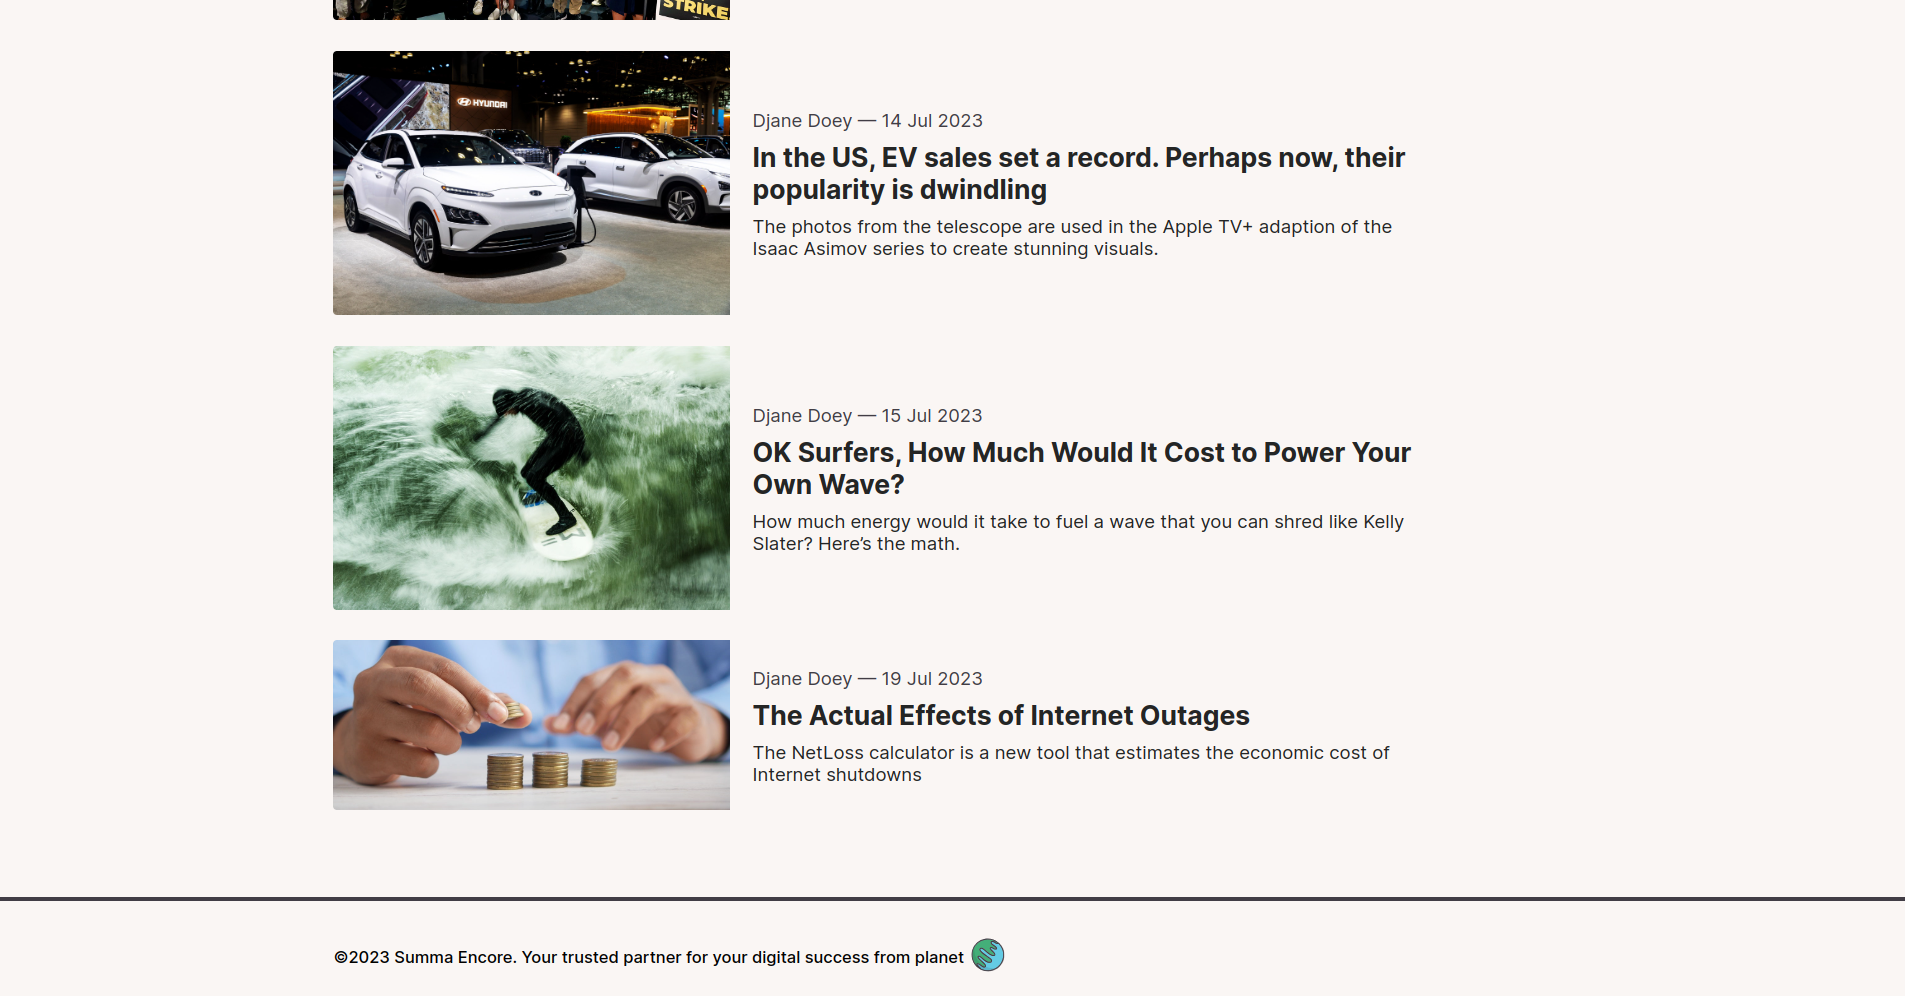 STRIKE
HYUNDAI
Djane Doey — 14 Jul 2023
In the US, EV sales set a record. Perhaps now, their
popularity is dwindling
The photos from the telescope are used in the Apple TV+ adaption of the
Isaac Asimov series to create stunning visuals.
Djane Doey — 15 Jul 2023
OK Surfers, How Much Would It Cost to Power Your
Own Wave?
How much energy would it take to fuel a wave that you can shred like Kelly
Slater? Here’s the math.
Djane Doey — 19 Jul 2023
The Actual Effects of Internet Outages
The NetLoss calculator is a new tool that estimates the economic cost of
Internet shutdowns
©2023 Summa Encore. Your trusted partner for your digital success from planet